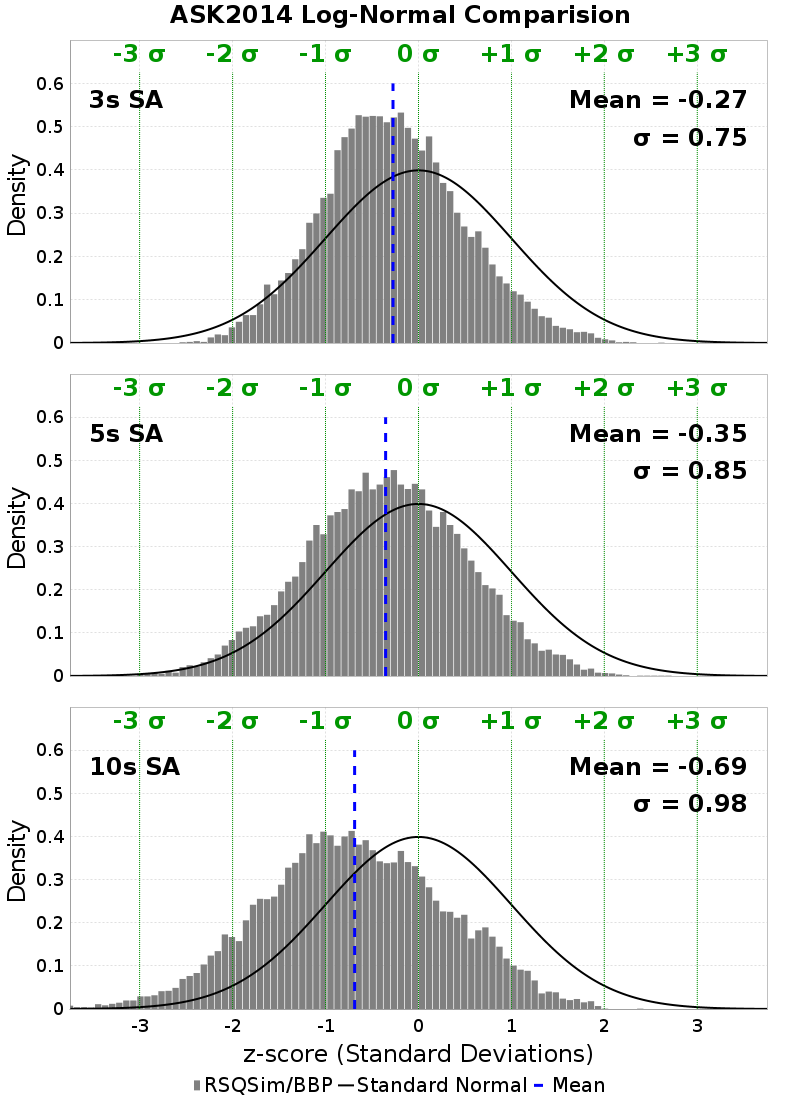 ASK2014 Log-Normal Comparision
-3 σ -2 σ -1 σ 0 σ +1 σ +2 σ +3 σ
3s SA
Mean = -0.27
σ = 0.75
0.6
0.5
0.4
0.3
0.2
0.1
0
Density
-3 σ -2 σ -1 σ 0 σ +1 σ +2 σ +3 σ
5s SA
Mean = -0.35
σ = 0.85
0.6
0.5
0.4
0.3
0.2
0.1
0
Density
-3 σ -2 σ -1 σ 0 σ +1 σ +2 σ +3 σ
10s SA
Mean = -0.69
σ = 0.98
0.6
0.5
0.4
0.3
0.2
0.1
0
Density
-3 -2 -1 0 1 2 3
z-score (Standard Deviations)
RSQSim/BBP Standard Normal Mean